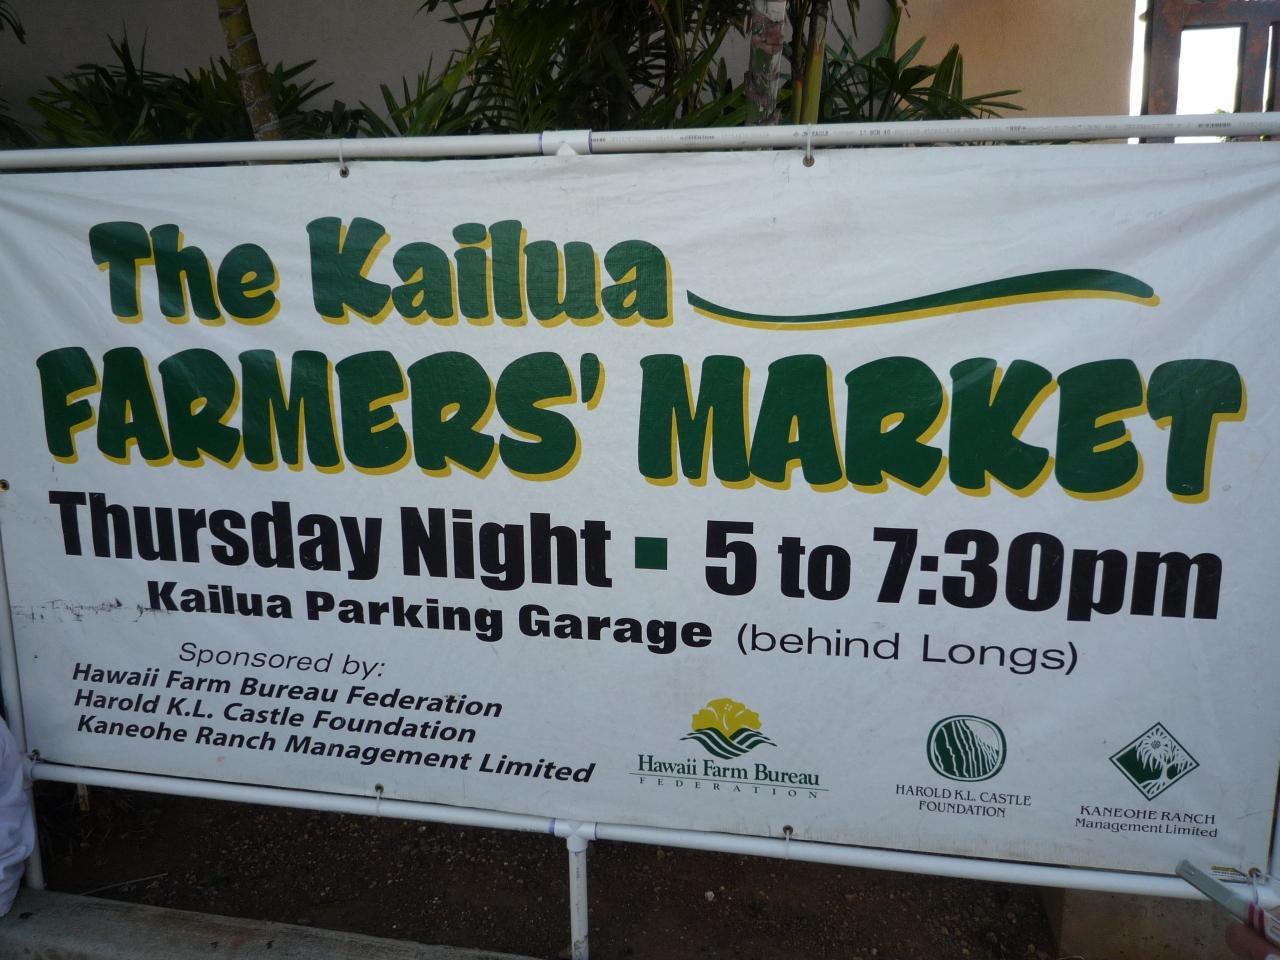 The Kailua
FARMERS' MARKET
Thursday Night ▪ 5 to 7:30pm
Kailua Parking Garage (behind Longs)
Sponsored by:
Hawaii Farm Bureau Federation
Harold K.L. Castle Foundation
Kaneohe Ranch Management Limited
Hawaii Farm Bureau
FEDERATION
HAROLD K.L. CASTLE
FOUNDATION
KANEOHE RANCH
Management Limited